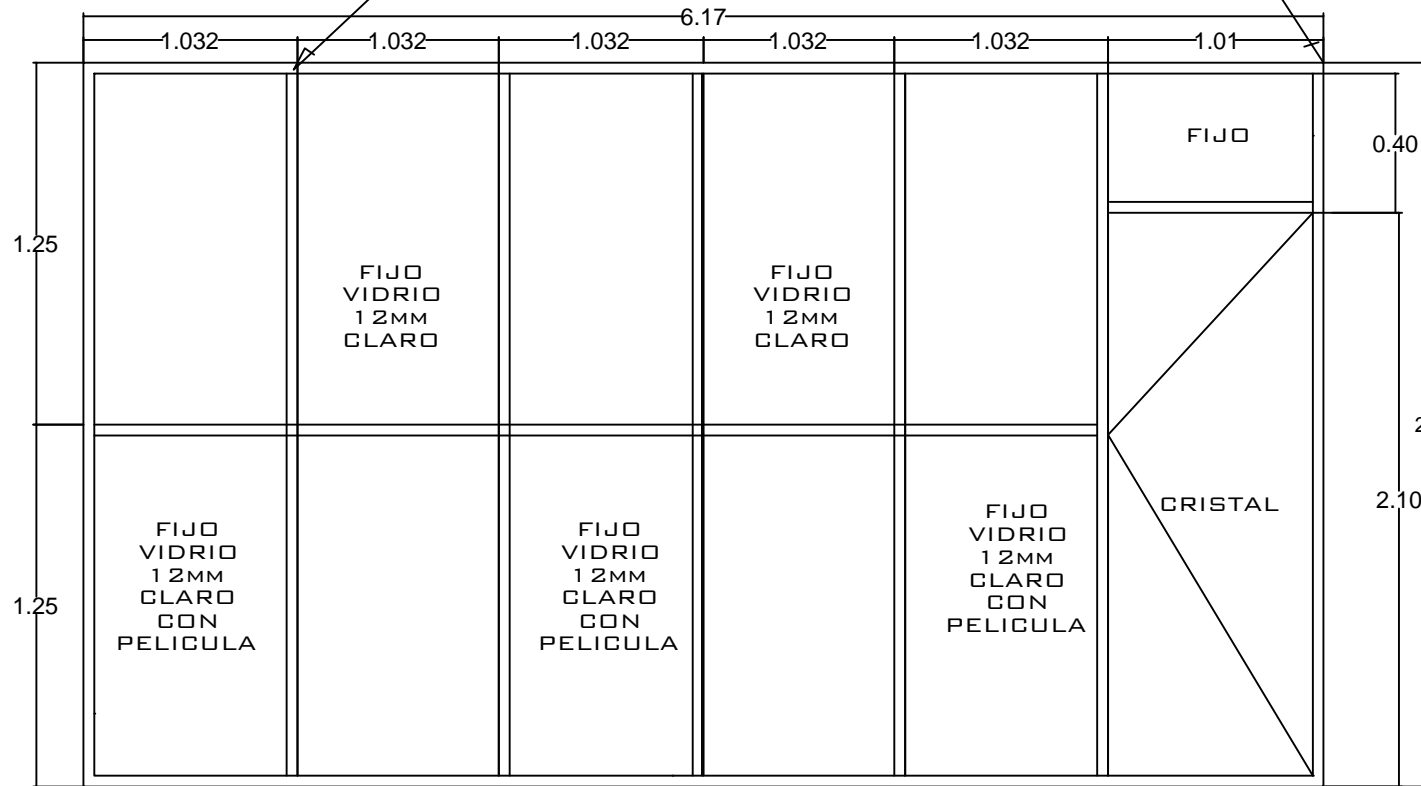 6.17
1.032 1.032 1.032 1.032 1.032 1.01
FIJO
0.40
1.25
FIJO
VIDRIO
12MM
CLARO
FIJO
VIDRIO
12MM
CLARO
2.10
CRISTAL
1.25
FIJO
VIDRIO
12MM
CLARO
CON
PELICULA
FIJO
VIDRIO
12MM
CLARO
CON
PELICULA
FIJO
VIDRIO
12MM
CLARO
CON
PELICULA